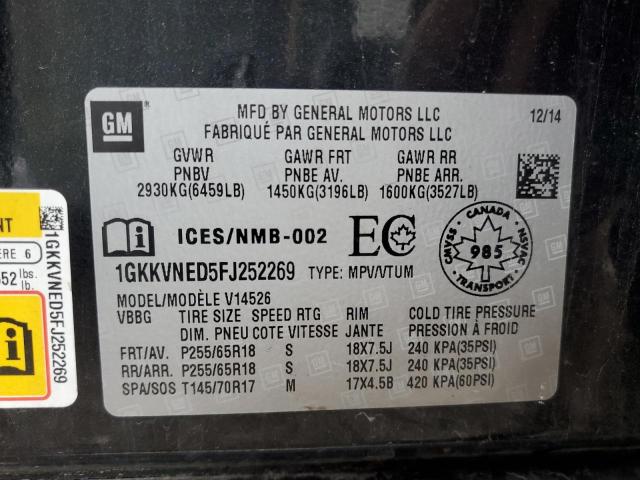 GM
MFD BY GENERAL MOTORS LLC 12/14
FABRIQUÉ PAR GENERAL MOTORS LLC
GVWR GAWR FRT GAWR RR
PNBV PNBE AV. PNBE ARR.
2930KG(6459LB) 1450KG(3196LB) 1600KG(3527LB)
ICES/NMB-002 EC
CANADA
CMVSS NSVAC
985
TRANSPORT
1GKKVNED5FJ252269 TYPE: MPV/VTUM
MODEL/MODÈLE V14526
VBBG TIRE SIZE SPEED RTG RIM COLD TIRE PRESSURE
DIM. PNEU COTE VITESSE JANTE PRESSION À FROID
FRT/AV. P255/65R18 S 18X7.5J 240 KPA(35PSI)
RR/ARR. P255/65R18 S 18X7.5J 240 KPA(35PSI)
SPA/SOS T145/70R17 M 17X4.5B 420 KPA(60PSI)
6
lbs.
lb.
1GKKVNED5FJ252269